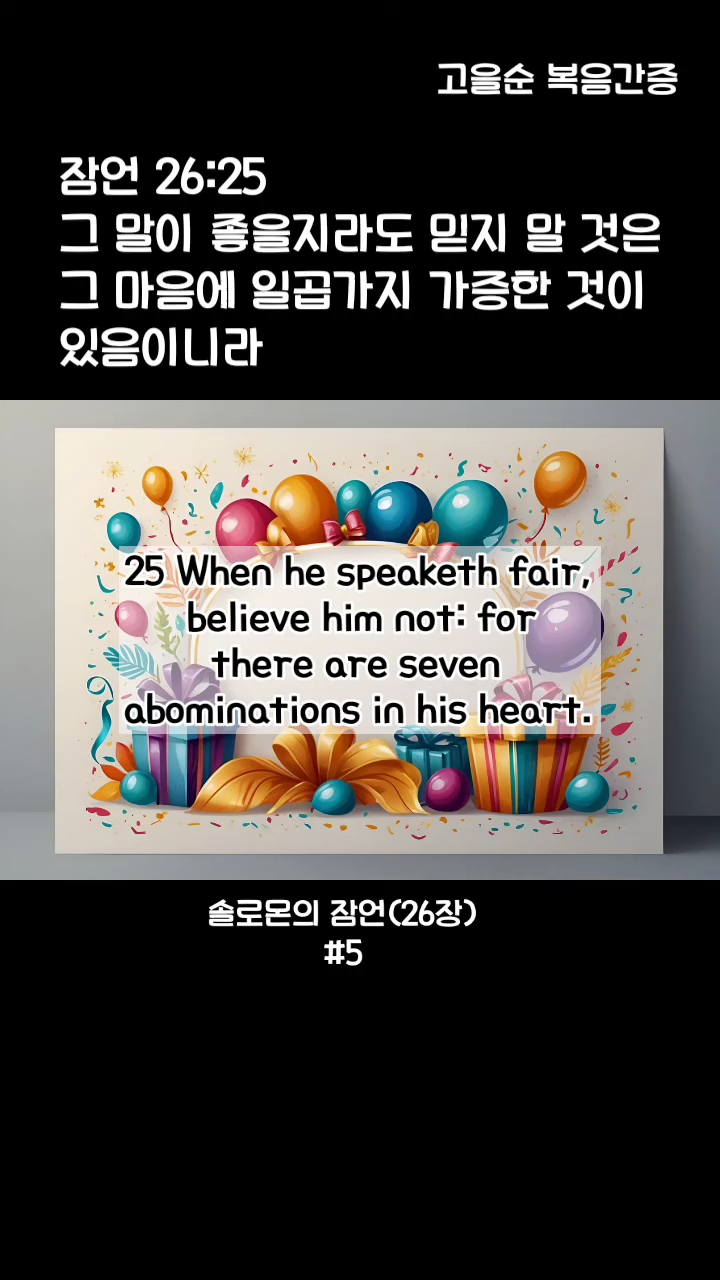 고을순 복음간증
잠언 26:25
그 말이 좋을지라도 믿지 말 것은
그 마음에 일곱가지 가증한 것이
있음이니라
25 When he speaketh fair,
believe him not: for
there are seven
abominations in his heart.
솔로몬의 잠언(26장)
#5